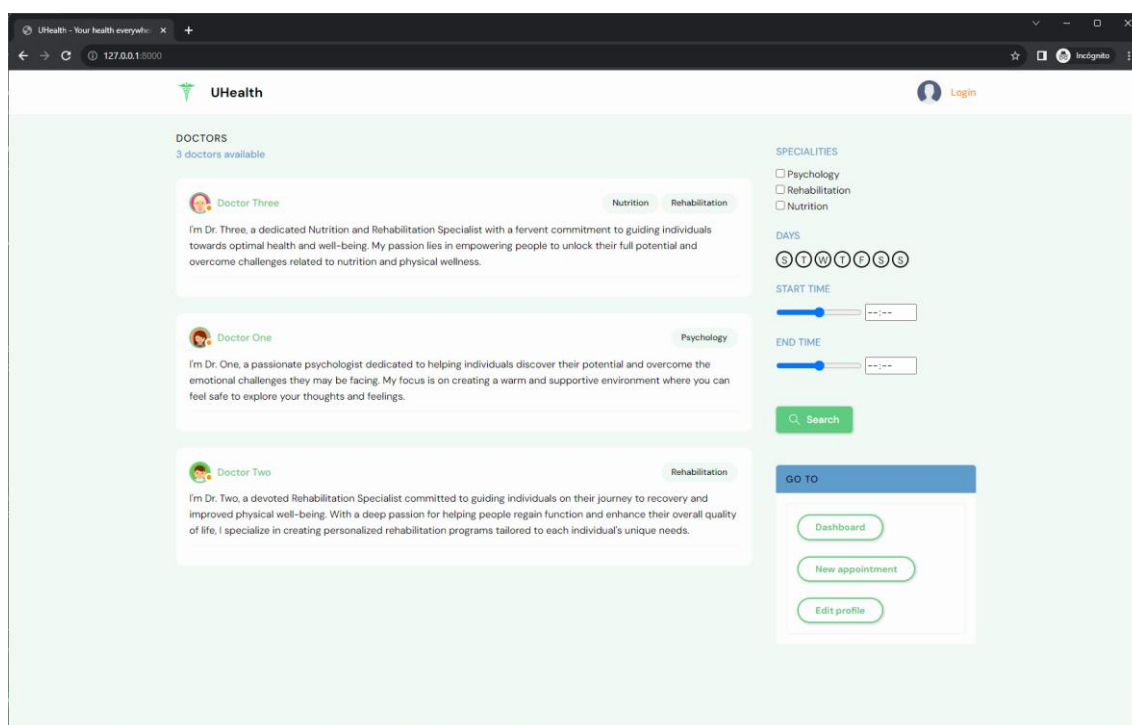 UHealth - Your health everywhe
127.0.0.1:8000
Incógnito
UHealth
Login
DOCTORS
3 doctors available
Doctor Three
Nutrition
Rehabilitation
I'm Dr. Three, a dedicated Nutrition and Rehabilitation Specialist with a fervent commitment to guiding individuals
towards optimal health and well-being. My passion lies in empowering people to unlock their full potential and
overcome challenges related to nutrition and physical wellness.
Doctor One
Psychology
I'm Dr. One, a passionate psychologist dedicated to helping individuals discover their potential and overcome the
emotional challenges they may be facing. My focus is on creating a warm and supportive environment where you can
feel safe to explore your thoughts and feelings.
Doctor Two
Rehabilitation
I'm Dr. Two, a devoted Rehabilitation Specialist committed to guiding individuals on their journey to recovery and
improved physical well-being. With a deep passion for helping people regain function and enhance their overall quality
of life, I specialize in creating personalized rehabilitation programs tailored to each individual's unique needs.
SPECIALITIES
Psychology
Rehabilitation
Nutrition
DAYS
S T W T F S S
START TIME
--:--
END TIME
--:--
Search
GO TO
Dashboard
New appointment
Edit profile